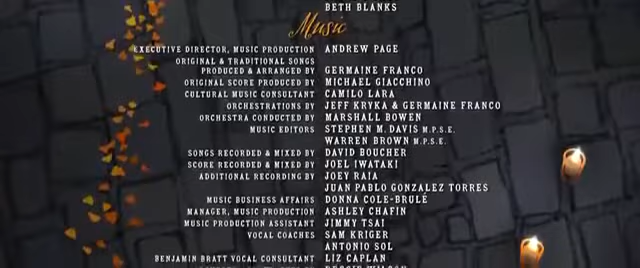 BETH BLANKS
Music
EXECUTIVE DIRECTOR, MUSIC PRODUCTION ANDREW PAGE
ORIGINAL & TRADITIONAL SONGS
PRODUCED & ARRANGED BY GERMAINE FRANCO
ORIGINAL SCORE PRODUCED BY MICHAEL GIACCHINO
CULTURAL MUSIC CONSULTANT CAMILO LARA
ORCHESTRATIONS BY JEFF KRYKA & GERMAINE FRANCO
ORCHESTRA CONDUCTED BY MARSHALL BOWEN
MUSIC EDITORS STEPHEN M. DAVIS M.P.S.E.
WARREN BROWN M.P.S.E.
SONGS RECORDED & MIXED BY DAVID BOUCHER
SCORE RECORDED & MIXED BY JOEL IWATAKI
ADDITIONAL RECORDING BY JOEY RAIA
JUAN PABLO GONZALEZ TORRES
MUSIC BUSINESS AFFAIRS DONNA COLE-BRULÉ
MANAGER, MUSIC PRODUCTION ASHLEY CHAFIN
MUSIC PRODUCTION ASSISTANT JIMMY TSAI
VOCAL COACHES SAM KRIGER
ANTONIO SOL
BENJAMIN BRATT VOCAL CONSULTANT LIZ CAPLAN